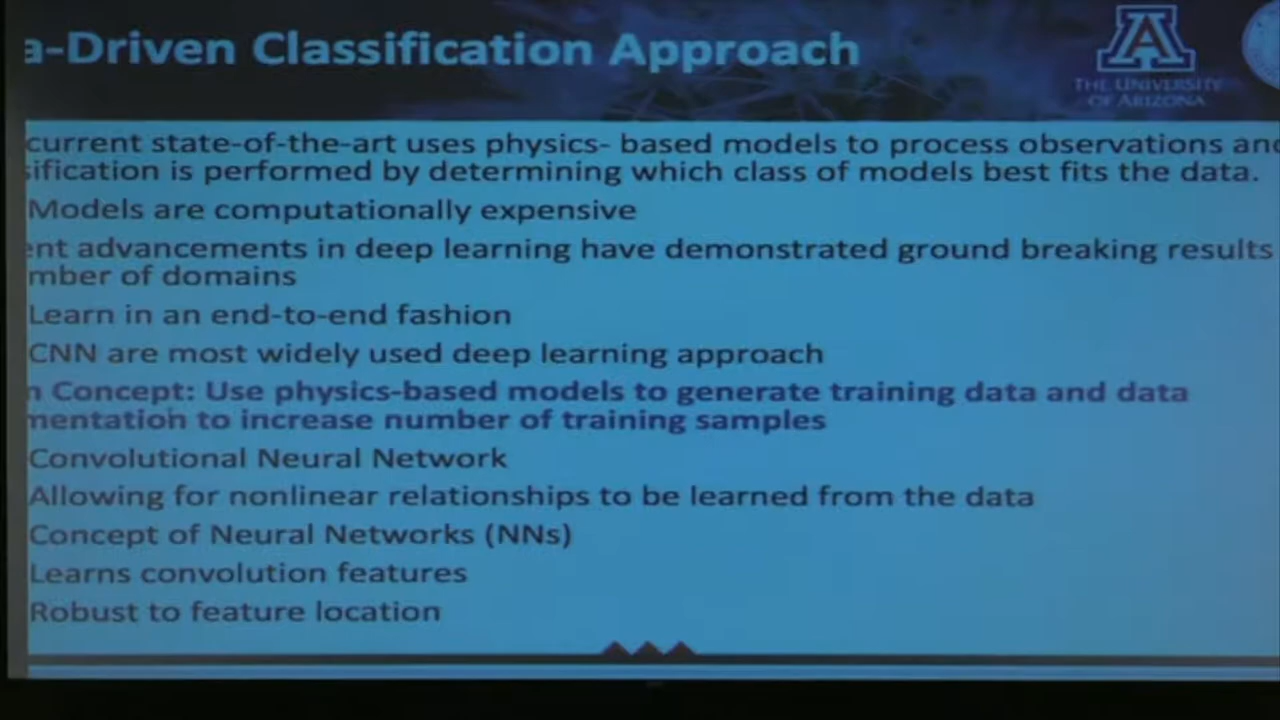 a-Driven Classification Approach
THE UNIVERSITY
OF ARIZONA
current state-of-the-art uses physics- based models to process observations and
sification is performed by determining which class of models best fits the data.
Models are computationally expensive
ent advancements in deep learning have demonstrated ground breaking results
mber of domains
Learn in an end-to-end fashion
CNN are most widely used deep learning approach
n Concept: Use physics-based models to generate training data and data
mentation to increase number of training samples
Convolutional Neural Network
Allowing for nonlinear relationships to be learned from the data
Concept of Neural Networks (NNs)
Learns convolution features
Robust to feature location